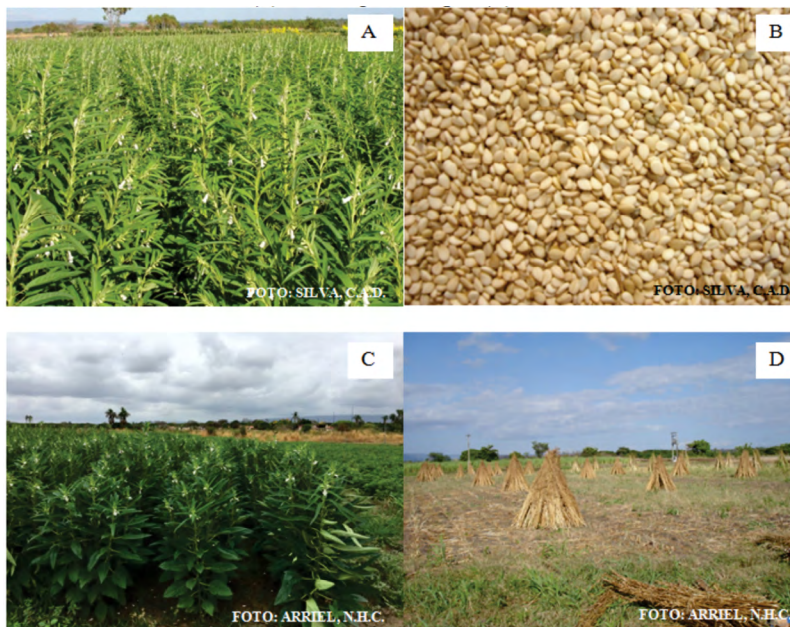 A
B
FOTO: SILVA, C.A.D.
FOTO: SILVA, C.A.D
C
D
FOTO: ARRIEL, N.H.C.
FOTO: ARRIEL, N.H.C.